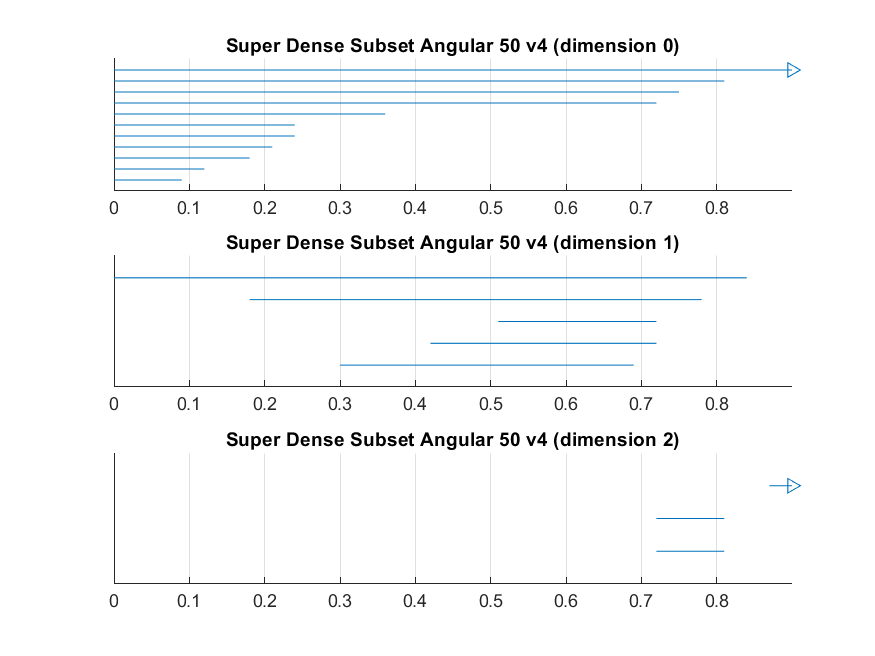 Super Dense Subset Angular 50 v4 (dimension 0)
0 0.1 0.2 0.3 0.4 0.5 0.6 0.7 0.8
Super Dense Subset Angular 50 v4 (dimension 1)
0 0.1 0.2 0.3 0.4 0.5 0.6 0.7 0.8
Super Dense Subset Angular 50 v4 (dimension 2)
0 0.1 0.2 0.3 0.4 0.5 0.6 0.7 0.8